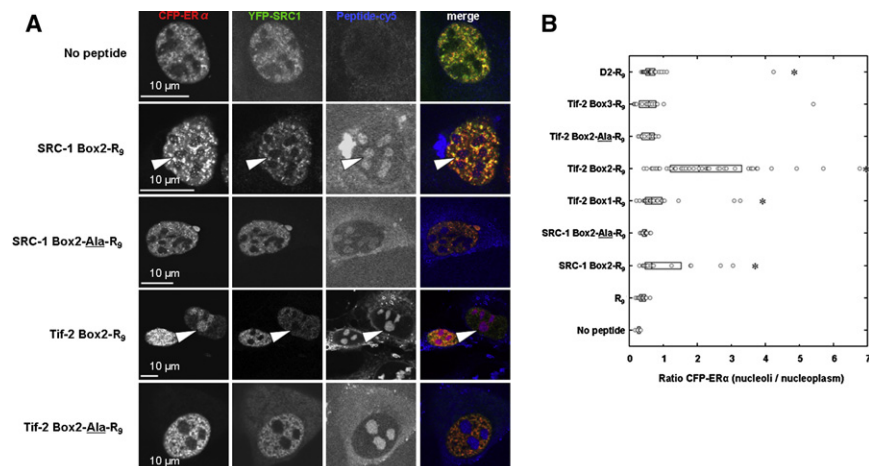 A
CFP-ER α YFP-SRC1 Peptide-cy5 merge
No peptide
10 µm
SRC-1 Box2-R9
10 µm
SRC-1 Box2-Ala-R9
10 µm
Tif-2 Box2-R9
10 µm
Tif-2 Box2-Ala-R9
10 µm
B
D2-R9
Tif-2 Box3-R9
Tif-2 Box2-Ala-R9
Tif-2 Box2-R9
Tif-2 Box1-R9
SRC-1 Box2-Ala-R9
SRC-1 Box2-R9
R9
No peptide
0 1 2 3 4 5 6 7
Ratio CFP-ERα (nucleoli / nucleoplasm)